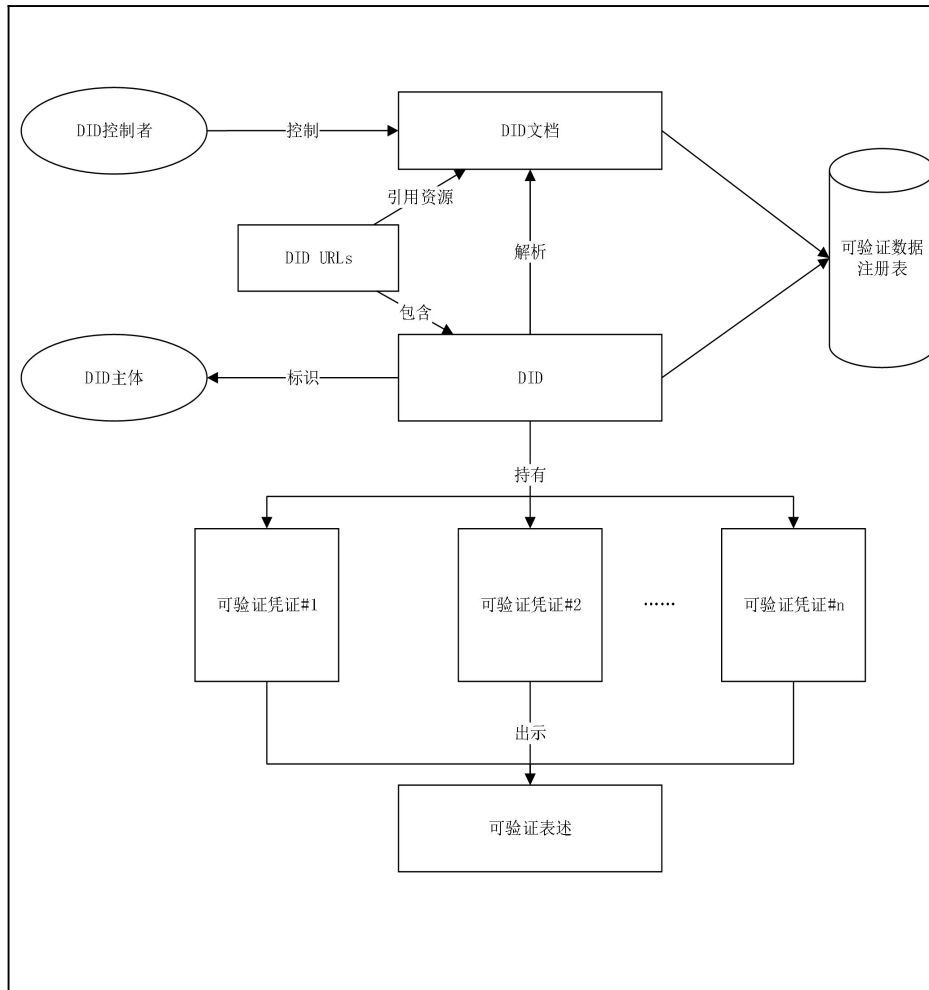 DID控制者
控制
DID文档
引用资源
DID URLs
解析
可验证数据
注册表
包含
DID主体
标识
DID
持有
可验证凭证#1
可验证凭证#2
……
可验证凭证#n
出示
可验证表述